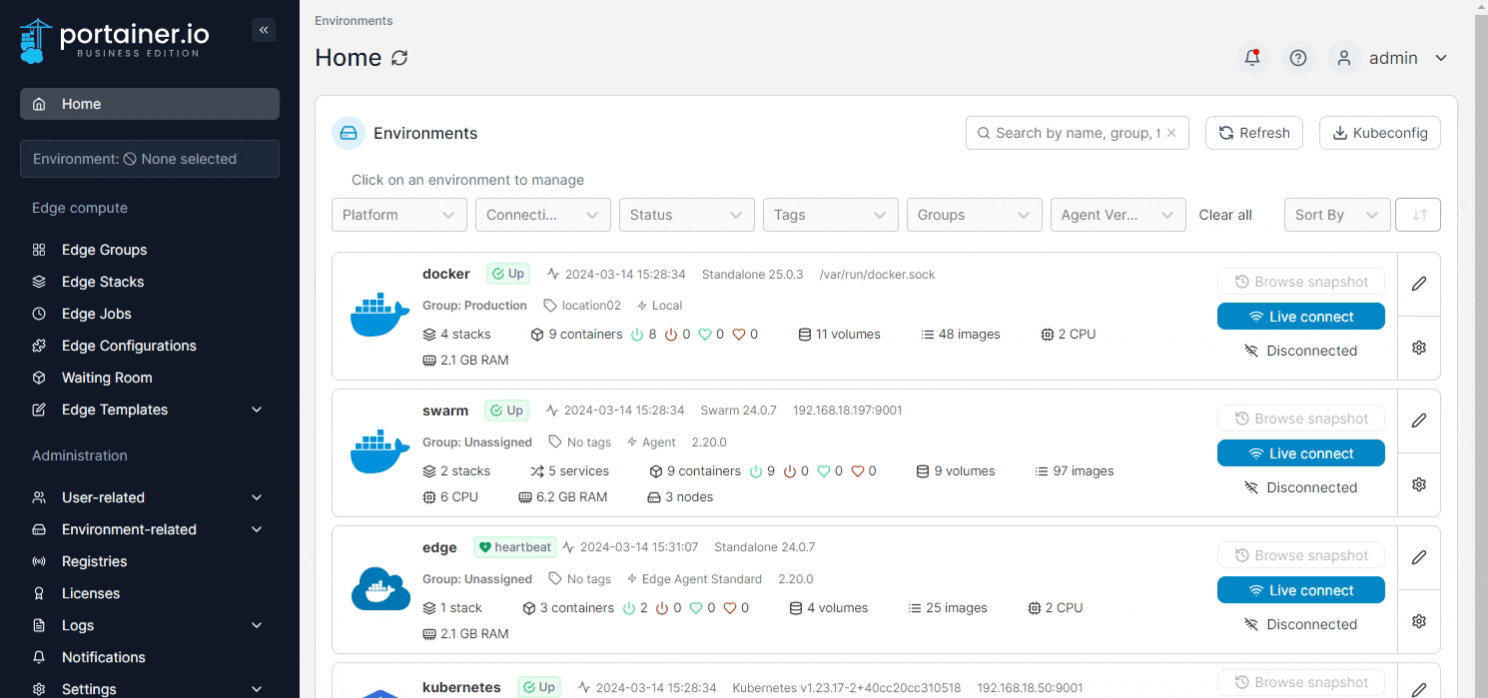 portainer.io
BUSINESS EDITION
Home
Environment: None selected
Edge compute
Edge Groups
Edge Stacks
Edge Jobs
Edge Configurations
Waiting Room
Edge Templates
Administration
User-related
Environment-related
Registries
Licenses
Logs
Notifications
Settings
Environments
Home
admin
Environments
Search by name, group, t
Refresh
Kubeconfig
Click on an environment to manage
Platform Connecti... Status Tags Groups Agent Ver... Clear all Sort By
docker Up 2024-03-14 15:28:34 Standalone 25.0.3 /var/run/docker.sock
Group: Production location02 Local
4 stacks 9 containers 8 0 0 0 11 volumes 48 images 2 CPU
2.1 GB RAM
Browse snapshot
Live connect
Disconnected
swarm Up 2024-03-14 15:28:34 Swarm 24.0.7 192.168.18.197:9001
Group: Unassigned No tags Agent 2.20.0
2 stacks 5 services 9 containers 9 0 0 0 9 volumes 97 images
6 CPU 6.2 GB RAM 3 nodes
Browse snapshot
Live connect
Disconnected
edge heartbeat 2024-03-14 15:31:07 Standalone 24.0.7
Group: Unassigned No tags Edge Agent Standard 2.20.0
1 stack 3 containers 2 0 0 0 4 volumes 25 images 2 CPU
2.1 GB RAM
Browse snapshot
Live connect
Disconnected
kubernetes Up 2024-03-14 15:28:34 Kubernetes v1.23.17-2+40cc20cc310518 192.168.18.50:9001
Browse snapshot